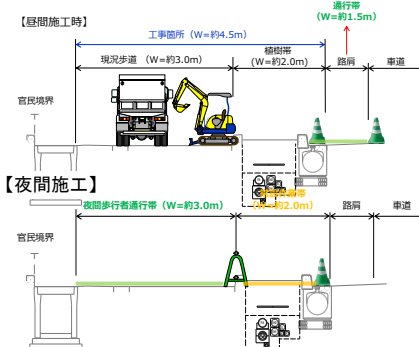 【昼間施工時】
通行帯
（W=約1.5m）
工事箇所（W=約4.5m）
現況歩道 （W=約3.0m）
植樹帯
（W=約2.0m）
路肩
車道
官民境界
【夜間施工】
夜間歩行者通行帯（W=約3.0m）
（W=約2.0m）
路肩
車道
官民境界